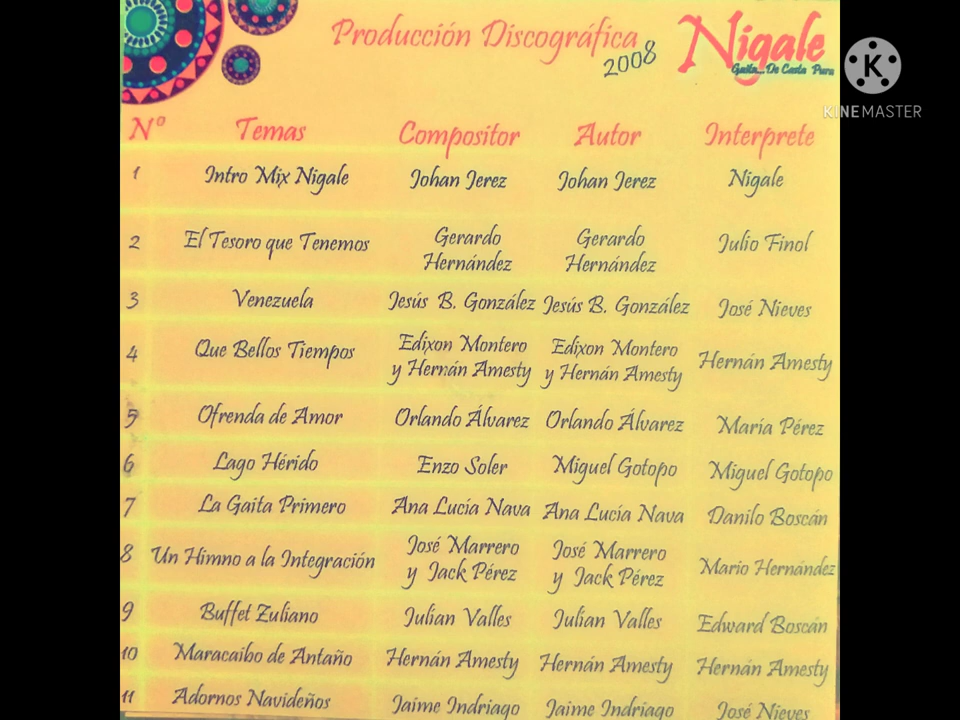 Producción Discográfica
2008
Nigale
Gaita... De Casta Pura
KINEMASTER
Nº Temas Compositor Autor Interprete
1 Intro Mix Nigale Johan Jerez Johan Jerez Nigale
2 El Tesoro que Tenemos Gerardo Hernández Gerardo Hernández Julio Finol
3 Venezuela Jesús B. González Jesús B. González José Nieves
4 Que Bellos Tiempos Edixon Montero y Hernán Amesty Edixon Montero y Hernán Amesty Hernán Amesty
5 Ofrenda de Amor Orlando Álvarez Orlando Álvarez María Pérez
6 Lago Hérido Enzo Soler Miguel Gotopo Miguel Gotopo
7 La Gaita Primero Ana Lucía Nava Ana Lucía Nava Danilo Boscán
8 Un Himno a la Integración José Marrero y Jack Pérez José Marrero y Jack Pérez Mario Hernández
9 Buffet Zuliano Julian Valles Julian Valles Edward Boscán
10 Maracaibo de Antaño Hernán Amesty Hernán Amesty Hernán Amesty
11 Adornos Navideños Jaime Indriago Jaime Indriago José Nieves